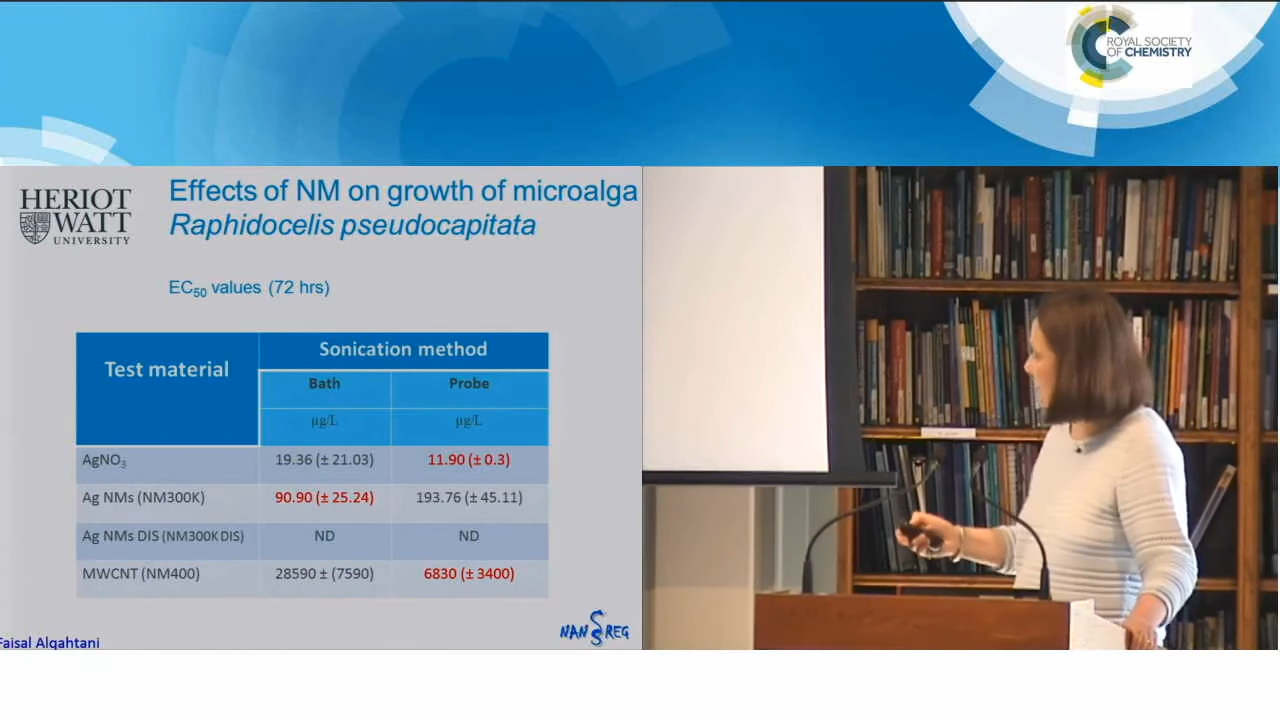 ROYAL SOCIETY
OF CHEMISTRY
HERIOT
WATT
UNIVERSITY
Effects of NM on growth of microalga
Raphidocelis pseudocapitata
EC50 values (72 hrs)
Test material
Sonication method
Bath
Probe
µg/L
µg/L
AgNO3
19.36 (± 21.03)
11.90 (± 0.3)
Ag NMs (NM300K)
90.90 (± 25.24)
193.76 (± 45.11)
Ag NMs DIS (NM300K DIS)
ND
ND
MWCNT (NM400)
28590 ± (7590)
6830 (± 3400)
NANOREG
Faisal Alqahtani